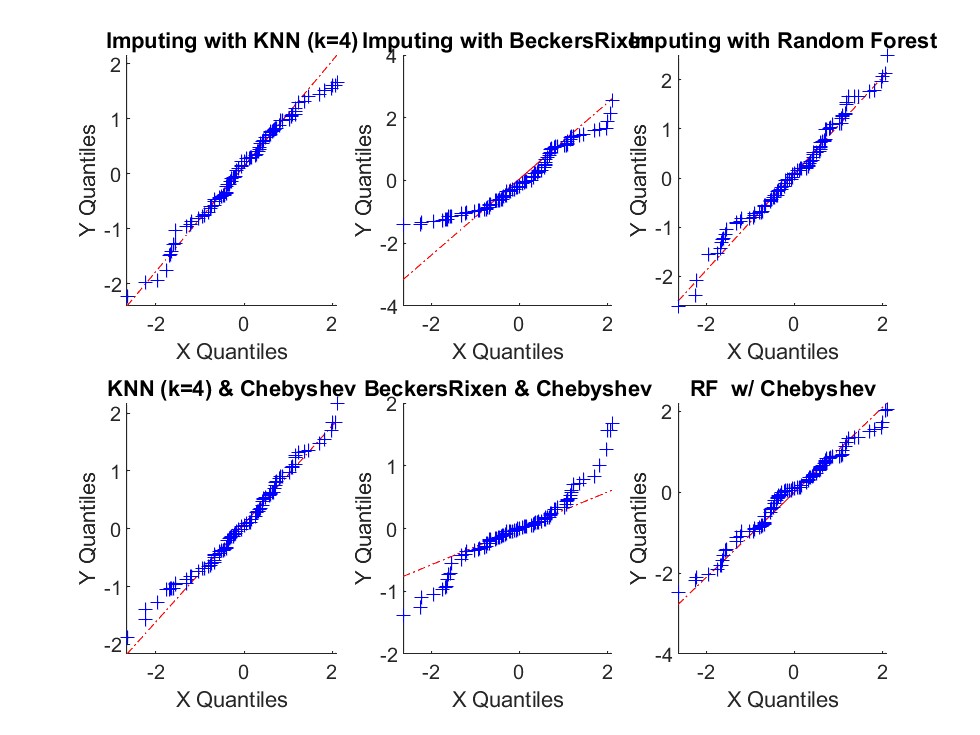 Imputing with KNN (k=4)
Imputing with BeckersRixen
Imputing with Random Forest
Y Quantiles
2
1
0
-1
-2
-2
0
2
X Quantiles
Y Quantiles
4
2
0
-2
-4
-2
0
2
X Quantiles
Y Quantiles
2
1
0
-1
-2
-2
0
2
X Quantiles
KNN (k=4) & Chebyshev
BeckersRixen & Chebyshev
RF w/ Chebyshev
Y Quantiles
2
1
0
-1
-2
-2
0
2
X Quantiles
Y Quantiles
2
1
0
-1
-2
-2
0
2
X Quantiles
Y Quantiles
2
0
-2
-4
-2
0
2
X Quantiles